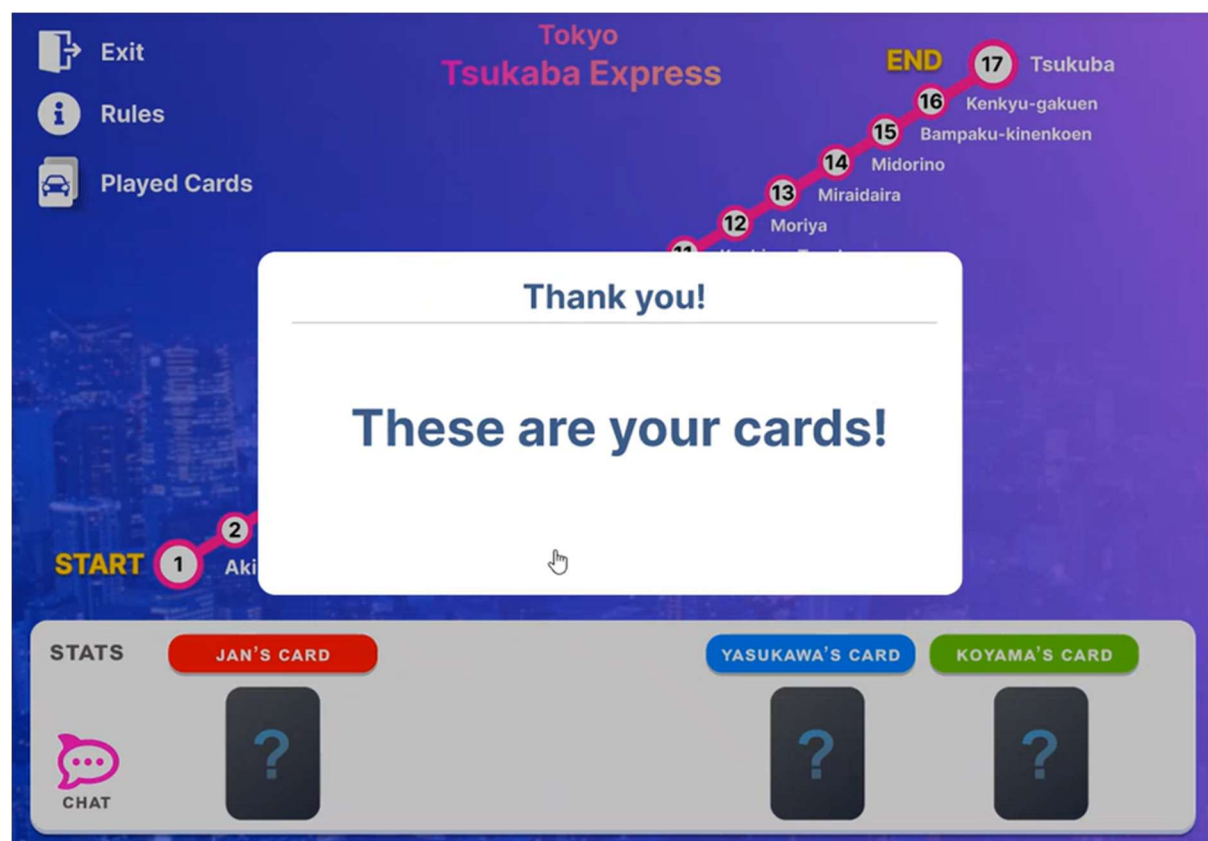 Exit
Rules
Played Cards
Tokyo
Tsukaba Express
END
17 Tsukuba
16 Kenkyu-gakuen
15 Bampaku-kinenkoen
14 Midorino
13 Miraidaira
12 Moriya
11
Thank you!
These are your cards!
2
START 1 Aki
STATS
JAN'S CARD
YASUKAWA'S CARD
KOYAMA'S CARD
?
?
?
CHAT